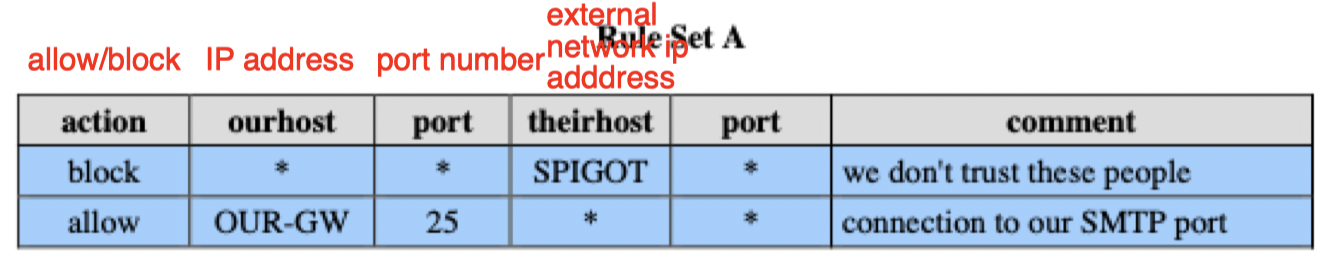 external
Rule Set A
allow/block IP address port number network ip
adddress
action ourhost port theirhost port comment
block * * SPIGOT * we don't trust these people
allow OUR-GW 25 * * connection to our SMTP port